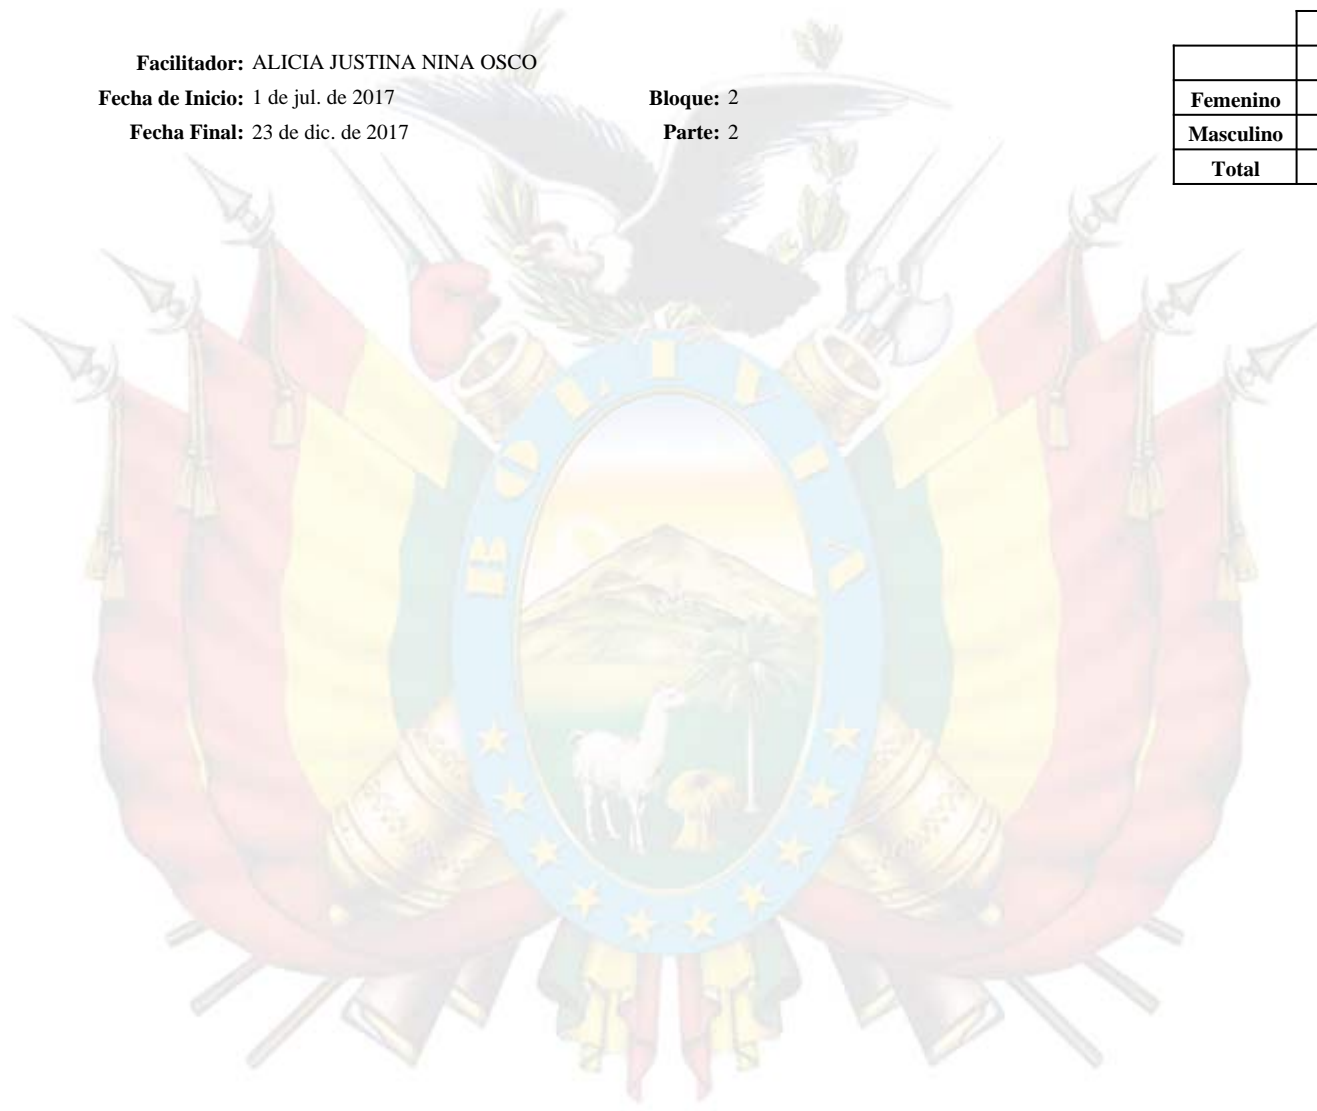 Facilitador: ALICIA JUSTINA NINA OSCO
Fecha de Inicio: 1 de jul. de 2017 Bloque: 2
Fecha Final: 23 de dic. de 2017 Parte: 2
Femenino
Masculino
Total
BOLIVIA